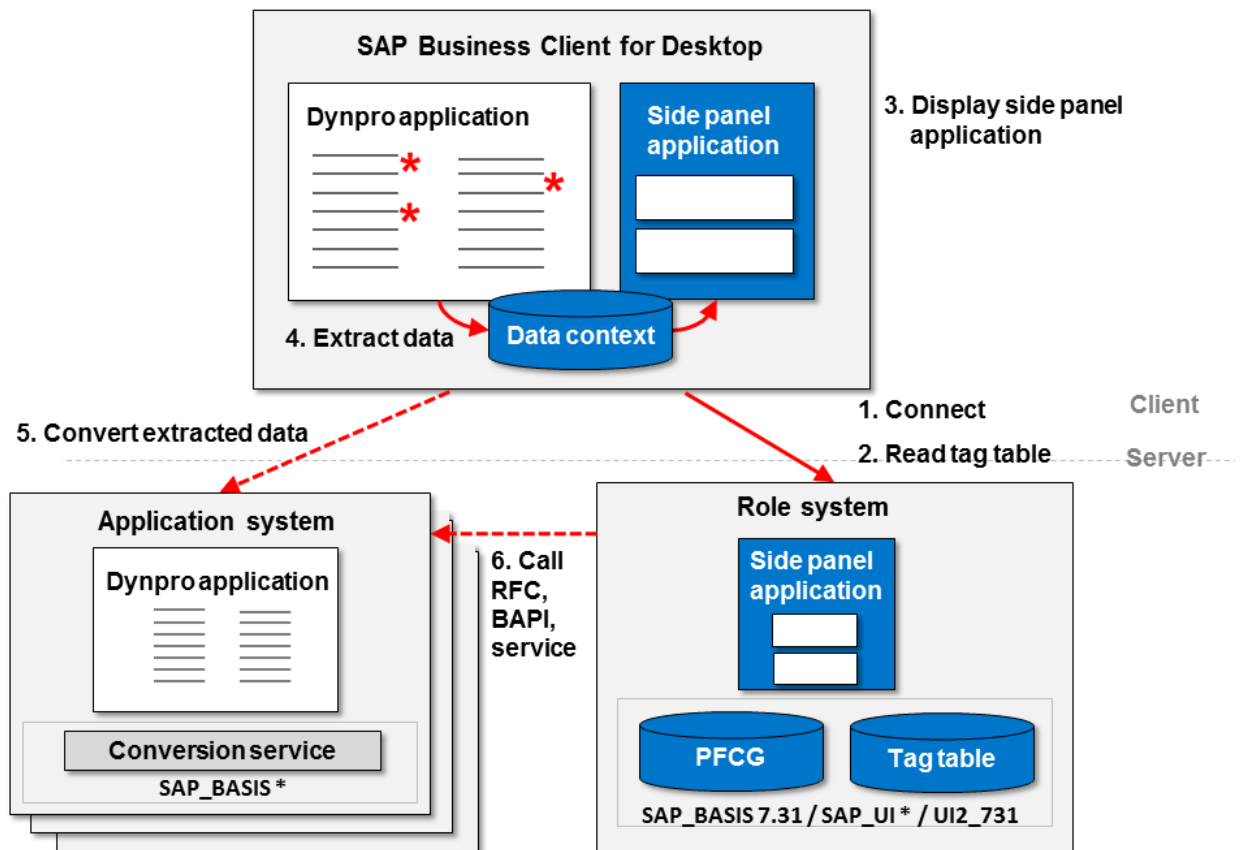 SAP Business Client for Desktop
Dynpro application
*
*
*
Side panel
application
3. Display side panel
application
4. Extract data
Data context
1. Connect
Client
5. Convert extracted data
2. Read tag table
Server
Application system
Dynpro application
Conversion service
SAP_BASIS *
6. Call
RFC,
BAPI,
service
Role system
Side panel
application
PFCG
Tag table
SAP_BASIS 7.31 / SAP_UI * / UI2_731